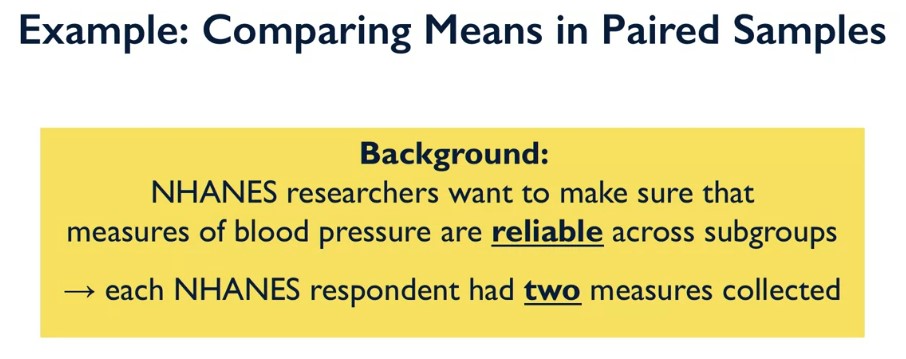 Example: Comparing Means in Paired Samples
Background:
NHANES researchers want to make sure that
measures of blood pressure are reliable across subgroups
→ each NHANES respondent had two measures collected